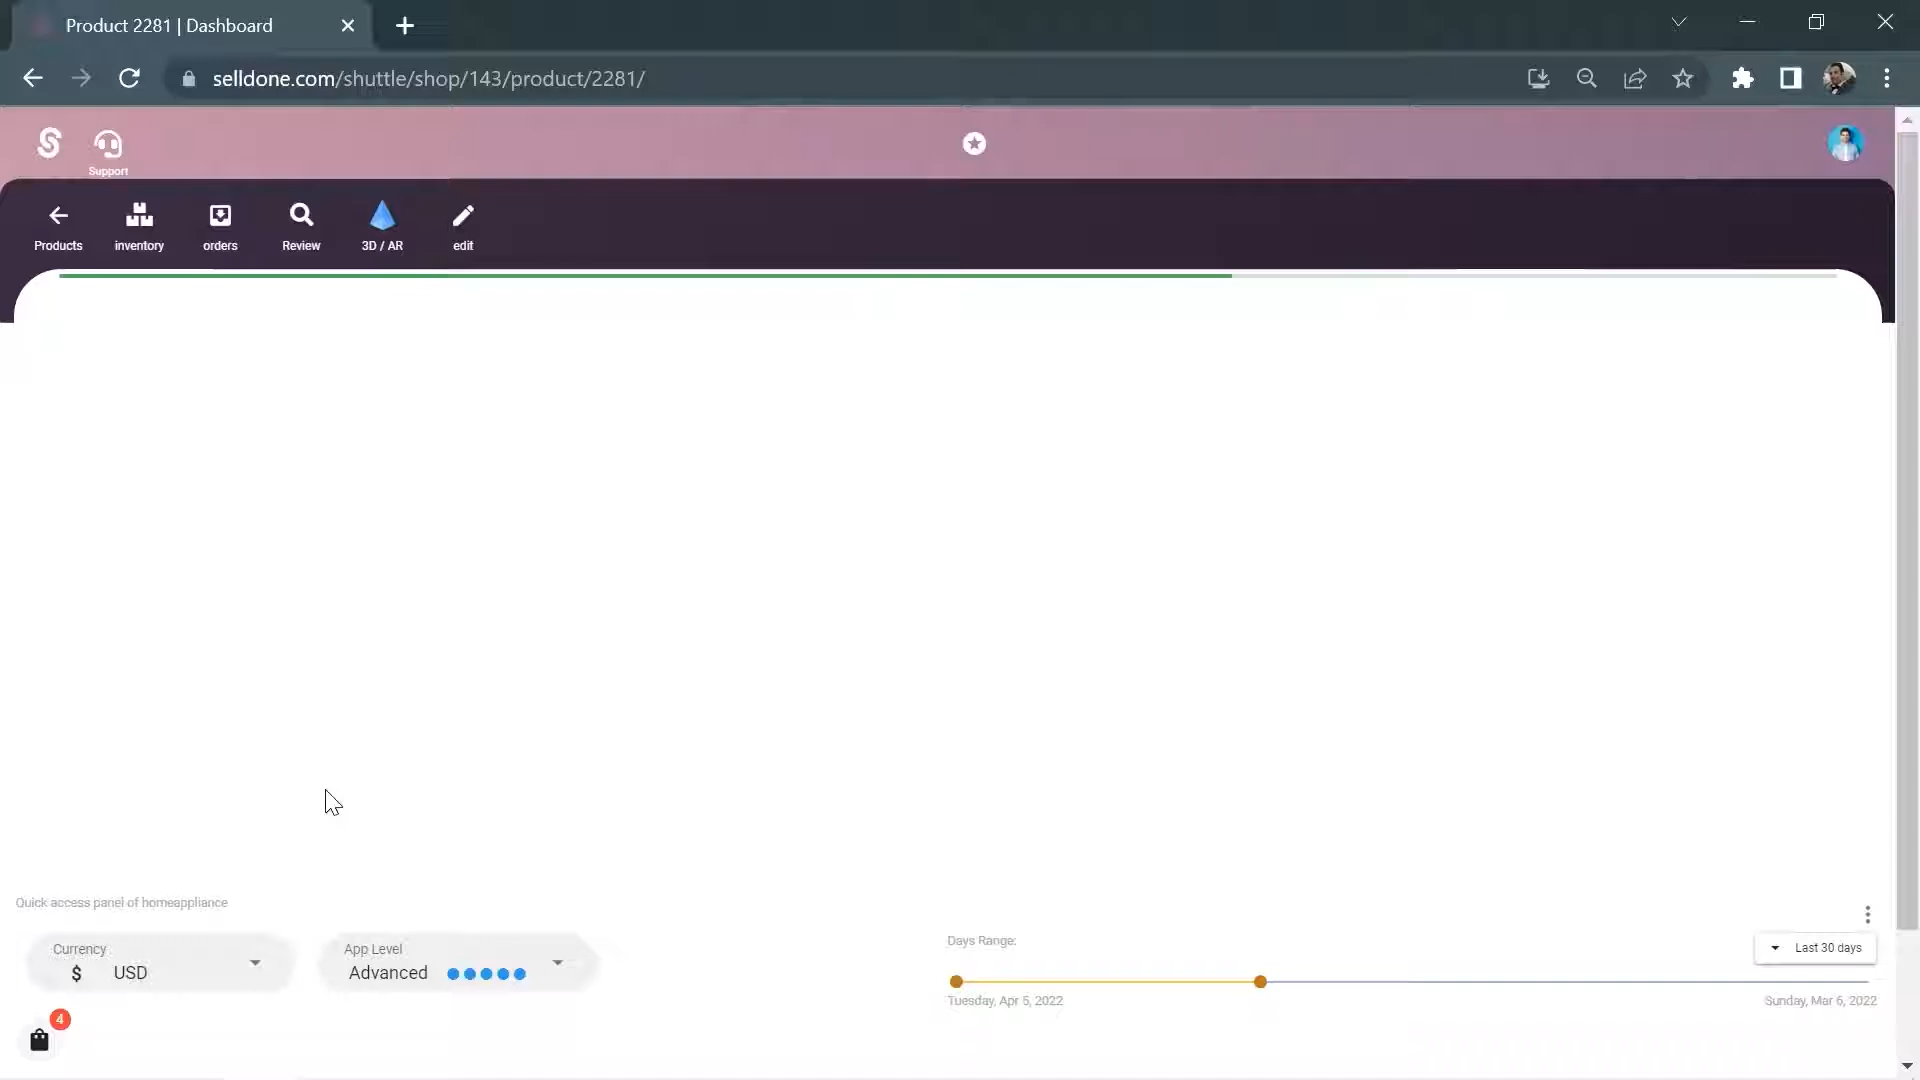 Product 2281 | Dashboard
selldone.com/shuttle/shop/143/product/2281/
Support
Products
inventory
orders
Review
3D / AR
edit
Quick access panel of homeappliance
Currency
$ USD
App Level
Advanced
Days Range:
Last 30 days
Tuesday, Apr 5, 2022
Sunday, Mar 6, 2022
4